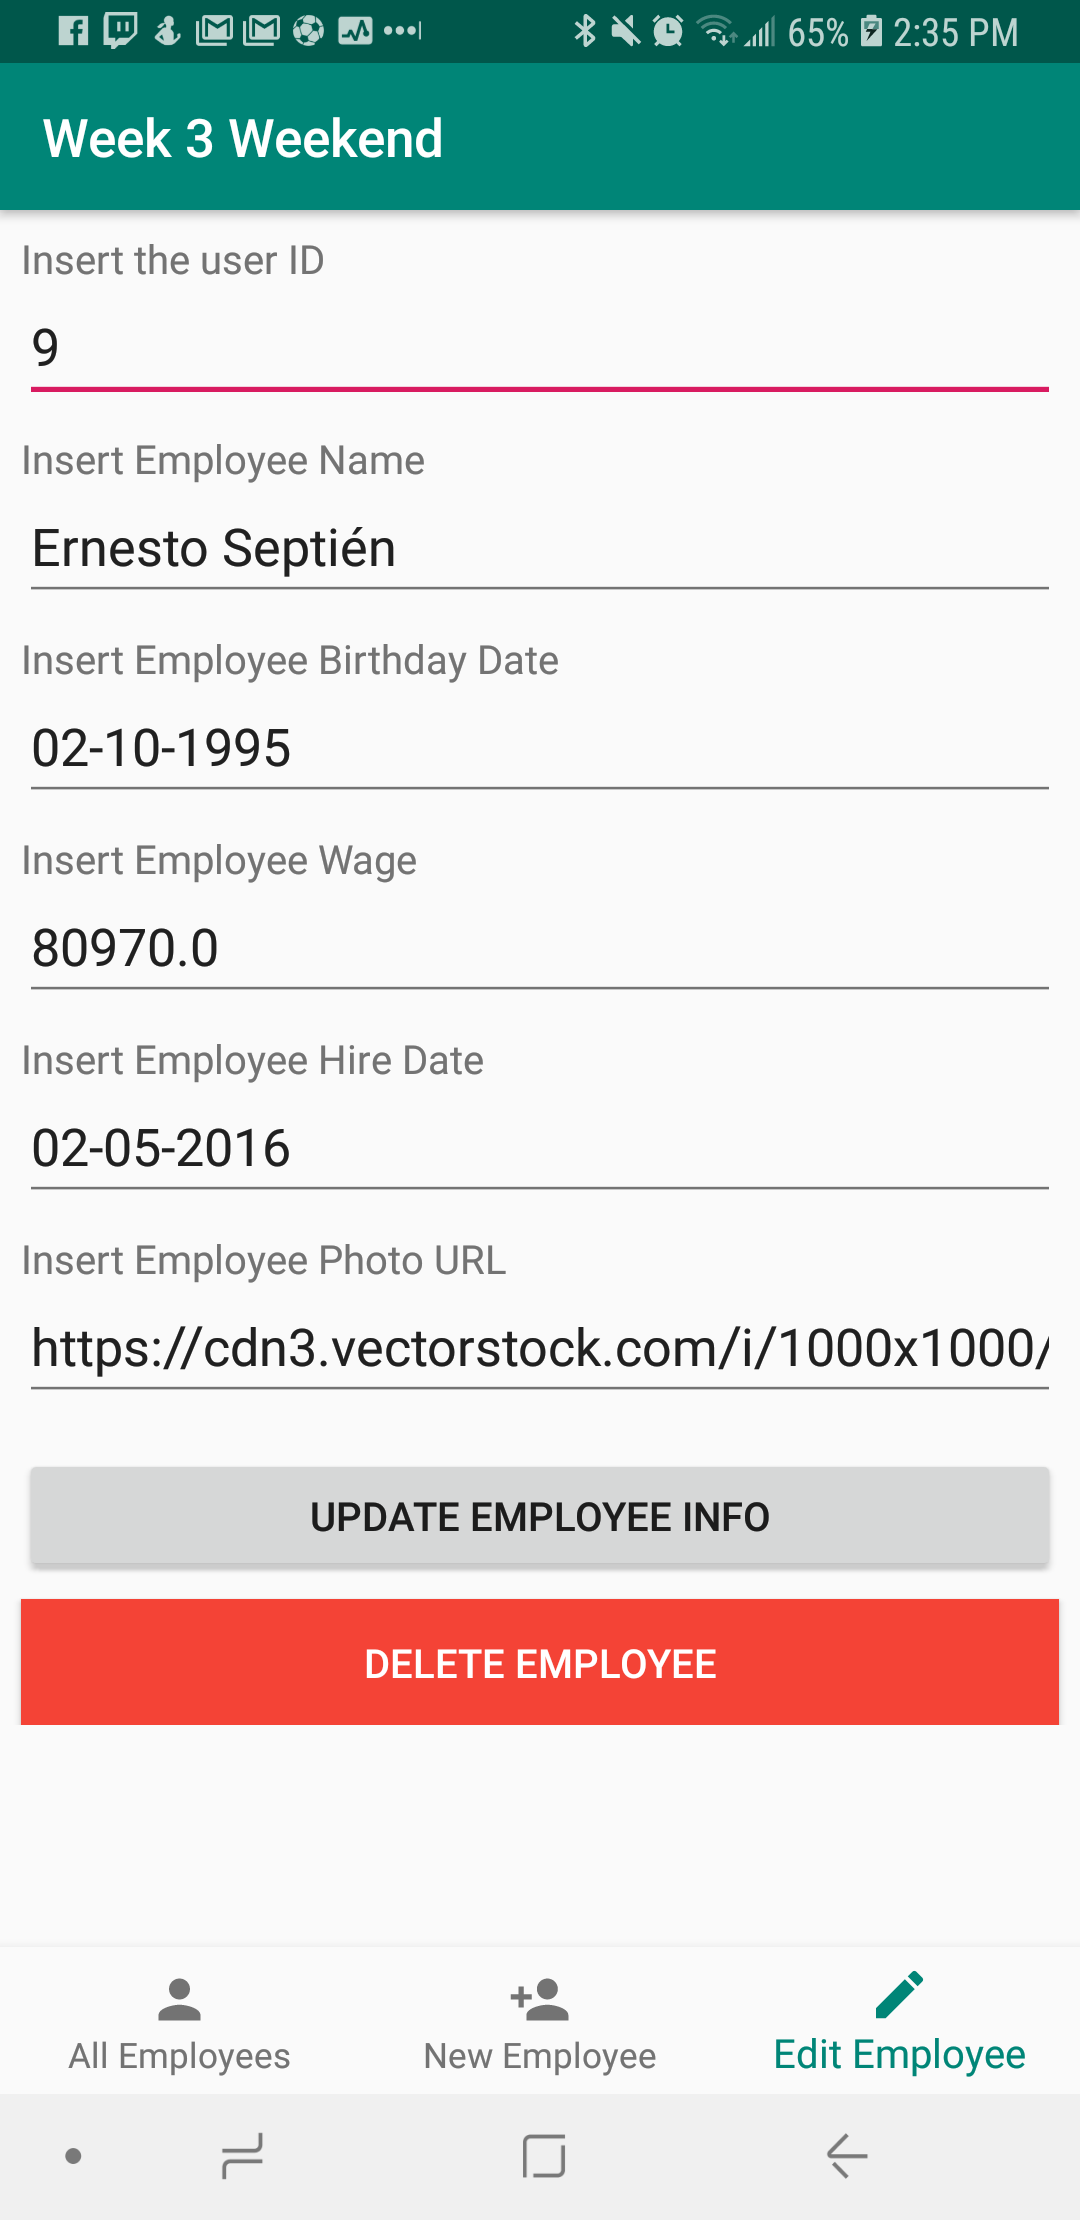 65% 2:35 PM
Week 3 Weekend
Insert the user ID
9
Insert Employee Name
Ernesto Septién
Insert Employee Birthday Date
02-10-1995
Insert Employee Wage
80970.0
Insert Employee Hire Date
02-05-2016
Insert Employee Photo URL
https://cdn3.vectorstock.com/i/1000x1000/
UPDATE EMPLOYEE INFO
DELETE EMPLOYEE
All Employees New Employee Edit Employee